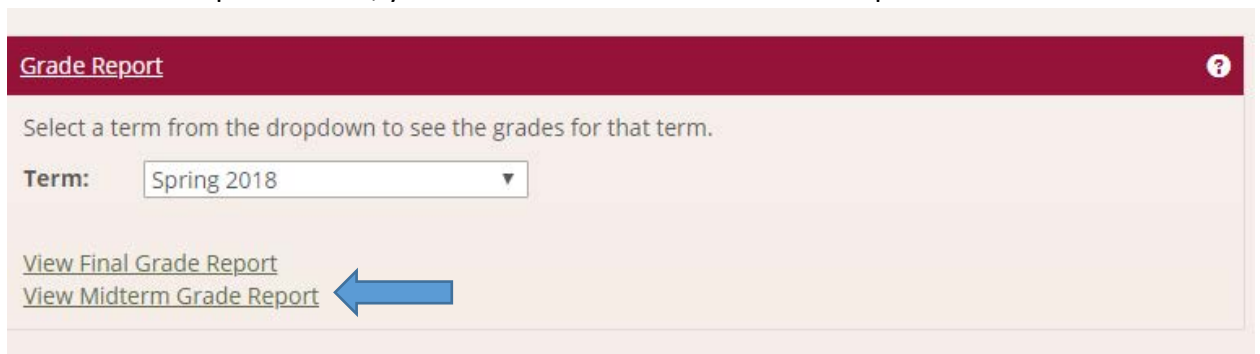 Grade Report
Select a term from the dropdown to see the grades for that term.
Term: Spring 2018
View Final Grade Report
View Midterm Grade Report